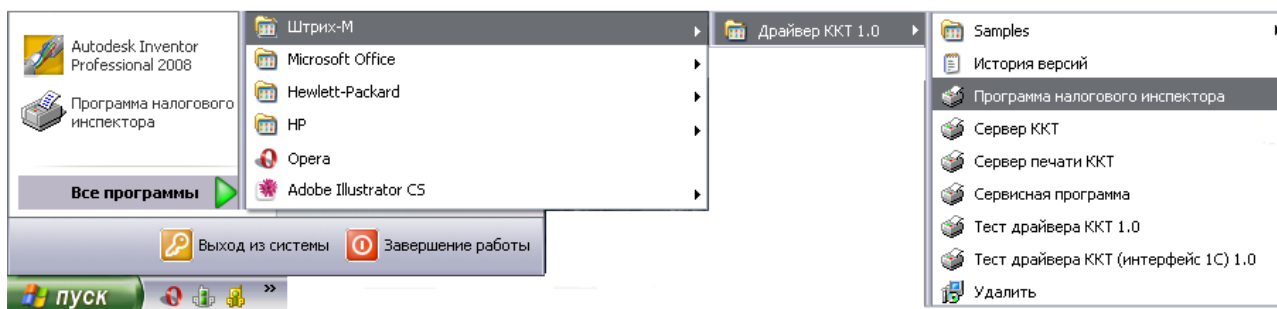 Autodesk Inventor
Professional 2008
Программа налогового
инспектора
Все программы
Выход из системы
Завершение работы
пуск
»
Штрих-М
Microsoft Office
Hewlett-Packard
HP
Opera
Adobe Illustrator CS
Драйвер ККТ 1.0
Samples
История версий
Программа налогового инспектора
Сервер ККТ
Сервер печати ККТ
Сервисная программа
Тест драйвера ККТ 1.0
Тест драйвера ККТ (интерфейс 1С) 1.0
Удалить